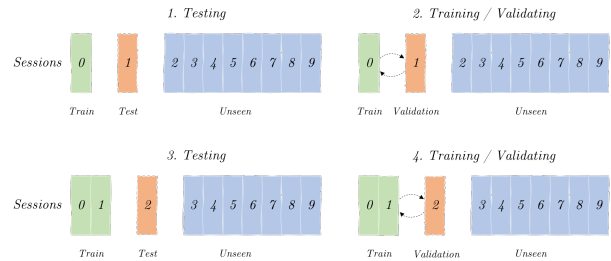 1. Testing
2. Training / Validating
Sessions 0 1 2 3 4 5 6 7 8 9
0 1 2 3 4 5 6 7 8 9
Train Test Unseen
Train Validation Unseen
3. Testing
4. Training / Validating
Sessions 0 1 2 3 4 5 6 7 8 9
0 1 2 3 4 5 6 7 8 9
Train Test Unseen
Train Validation Unseen